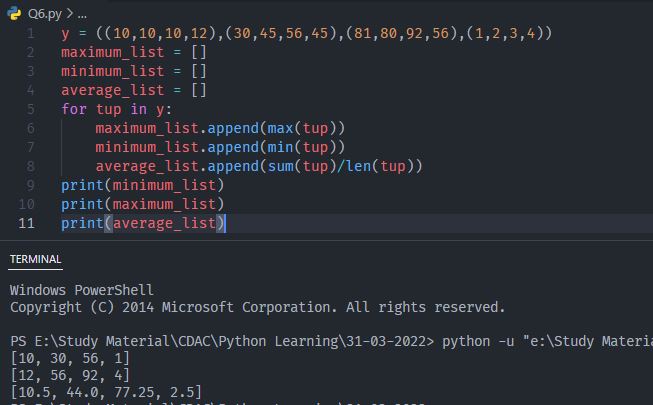 Q6.py > ...
1 y = ((10,10,10,12),(30,45,56,45),(81,80,92,56),(1,2,3,4))
2 maximum_list = []
3 minimum_list = []
4 average_list = []
5 for tup in y:
6     maximum_list.append(max(tup))
7     minimum_list.append(min(tup))
8     average_list.append(sum(tup)/len(tup))
9 print(minimum_list)
10 print(maximum_list)
11 print(average_list)
TERMINAL
Windows PowerShell
Copyright (C) 2014 Microsoft Corporation. All rights reserved.
PS E:\Study Material\CDAC\Python Learning\31-03-2022> python -u "e:\Study Materia
[10, 30, 56, 1]
[12, 56, 92, 4]
[10.5, 44.0, 77.25, 2.5]